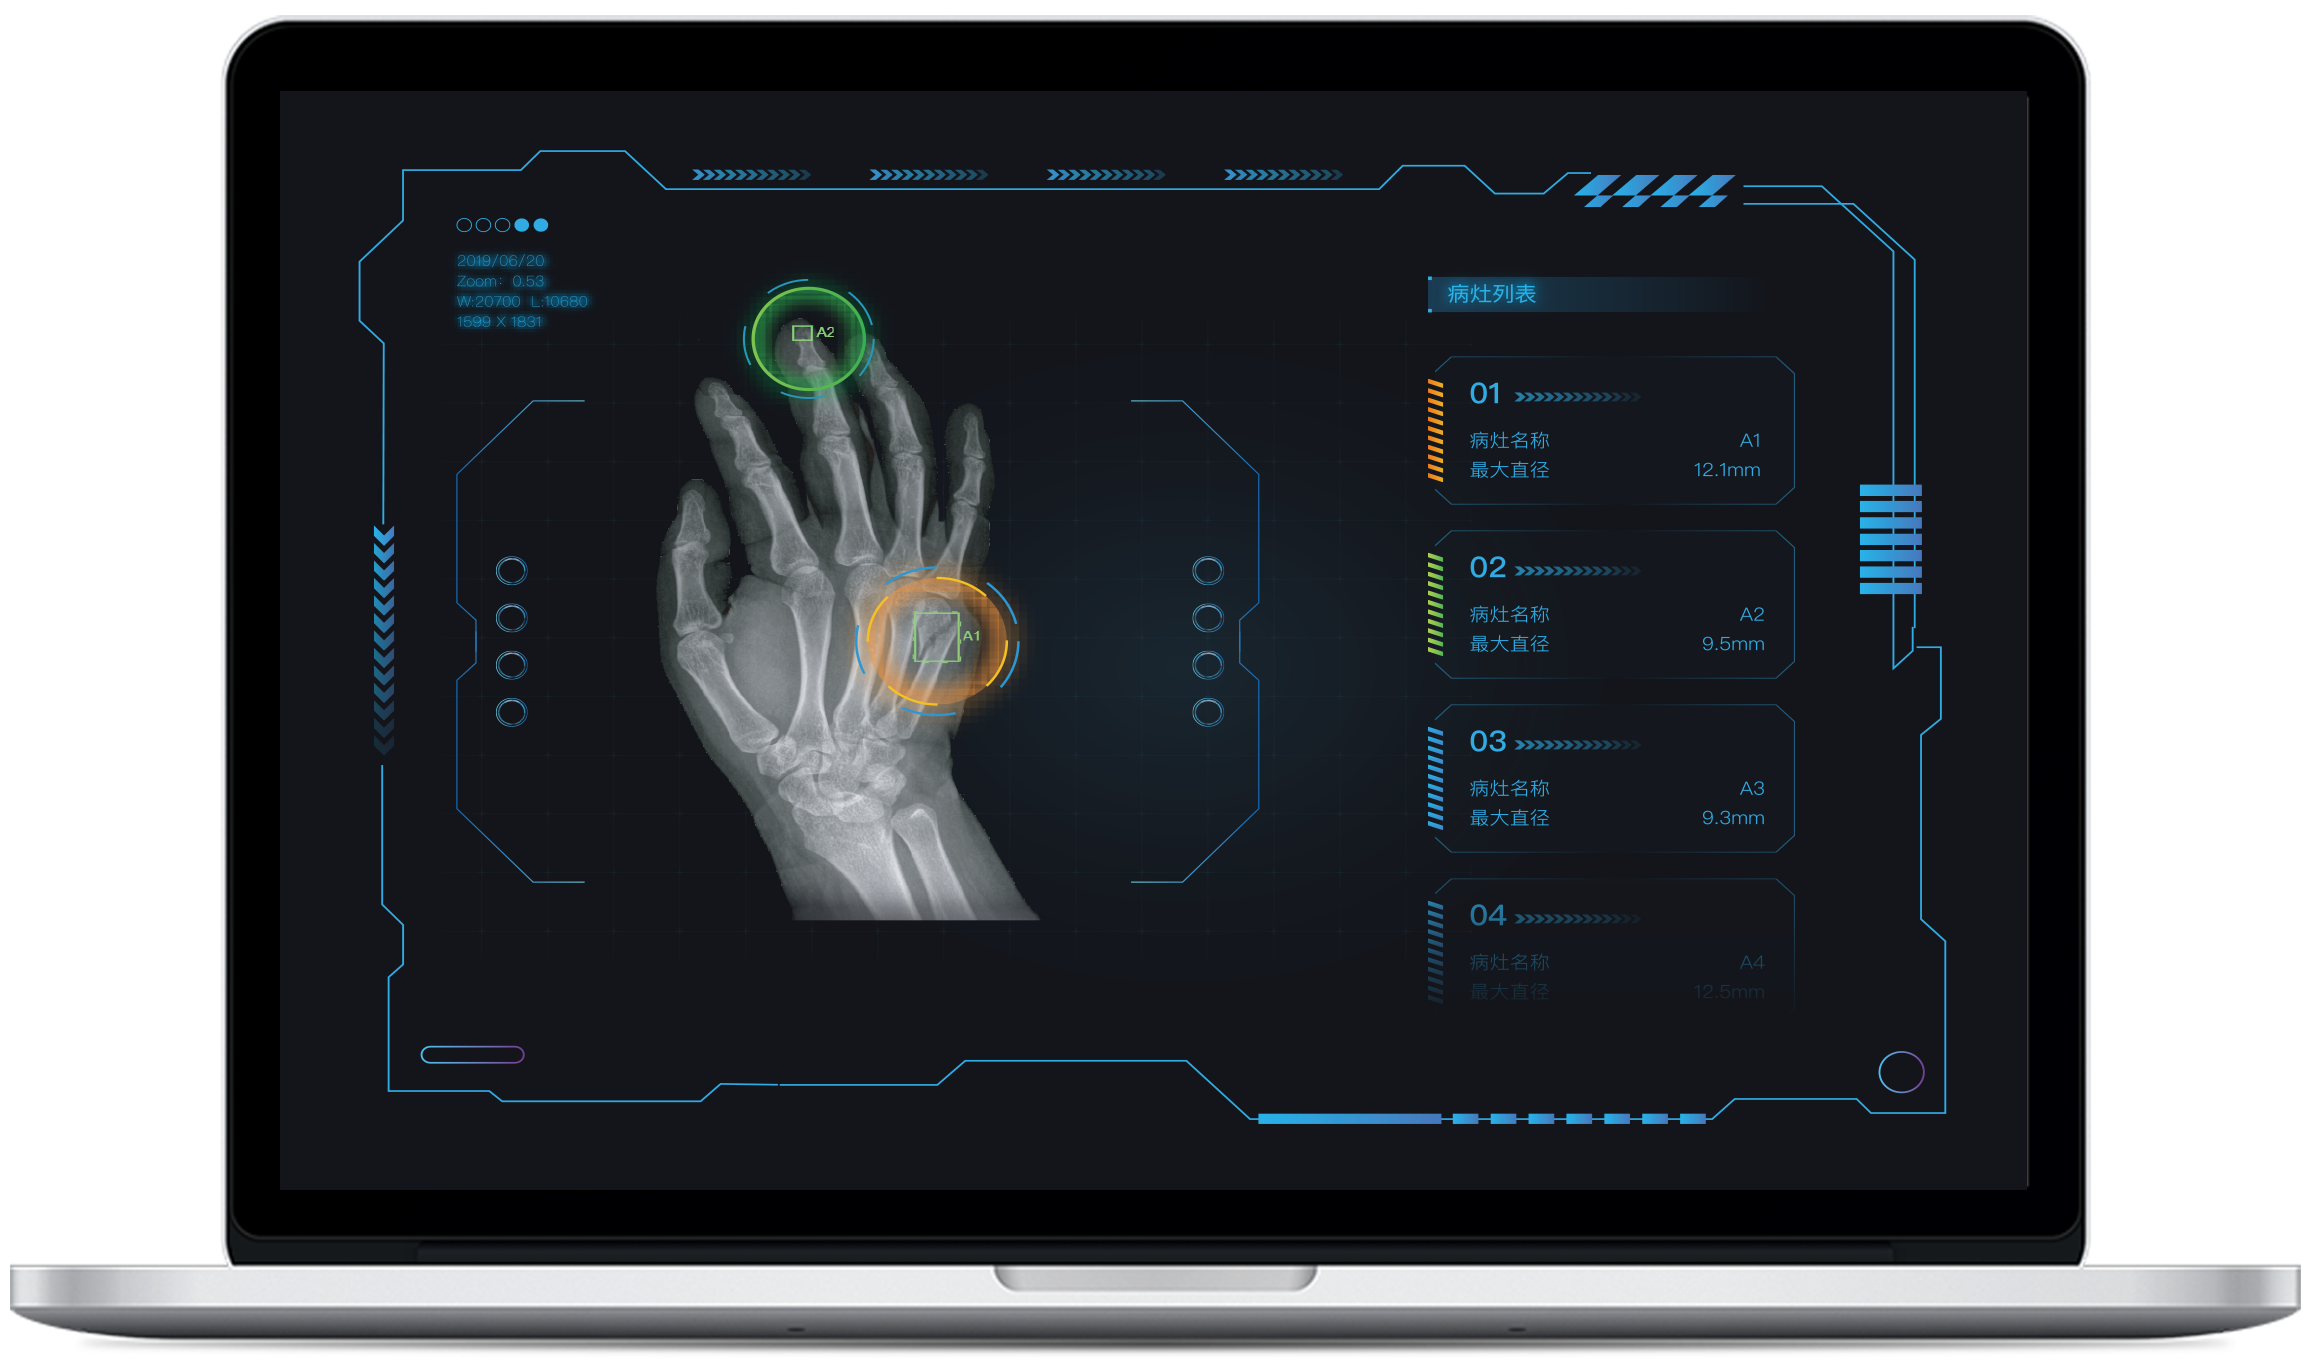 2019/06/20
Zoom: 0.53
W:20700 L:10680
1599 X 1831
A2
A1
病灶列表
01
病灶名称 A1
最大直径 12.1mm
02
病灶名称 A2
最大直径 9.5mm
03
病灶名称 A3
最大直径 9.3mm
04
病灶名称 A4
最大直径 12.5mm